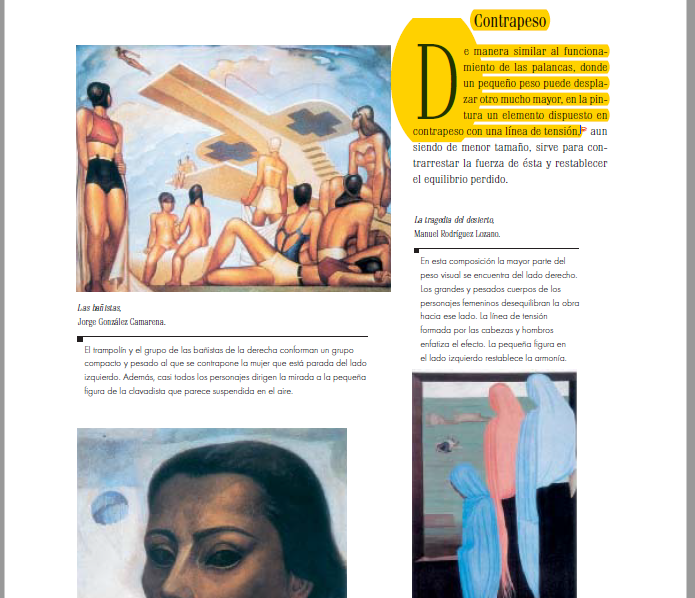 Contrapeso
De manera similar al funciona-
miento de las palancas, donde
un pequeño peso puede despla-
zar otro mucho mayor, en la pin-
tura un elemento dispuesto en
contrapeso con una línea de tensión, aun
siendo de menor tamaño, sirve para con-
trarrestar la fuerza de ésta y restablecer
el equilibrio perdido.
La tragedia del desierto,
Manuel Rodríguez Lozano.
En esta composición la mayor parte del
peso visual se encuentra del lado derecho.
Los grandes y pesados cuerpos de los
personajes femeninos desequilibran la obra
hacia ese lado. La línea de tensión
formada por las cabezas y hombros
enfatiza el efecto. La pequeña figura en
el lado izquierdo restablece la armonía.
Las bañistas,
Jorge González Camarena.
El trampolín y el grupo de las bañistas de la derecha conforman un grupo
compacto y pesado al que se contrapone la mujer que está parada del lado
izquierdo. Además, casi todos los personajes dirigen la mirada a la pequeña
figura de la clavadista que parece suspendida en el aire.